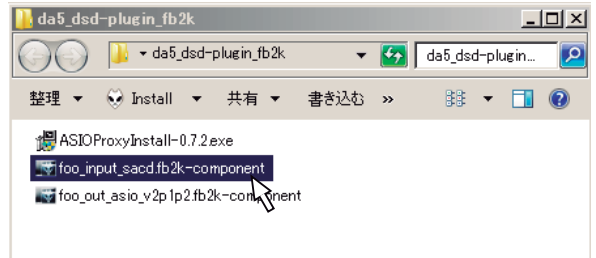 da5_dsd-plugin_fb2k
da5_dsd-plugin_fb2k da5_dsd-plugin...
整理 Install 共有 書き込む »
ASIOProxyInstall-0.7.2.exe
foo_input_sacd.fb2k-component
foo_out_asio_v2p1p2.fb2k-component